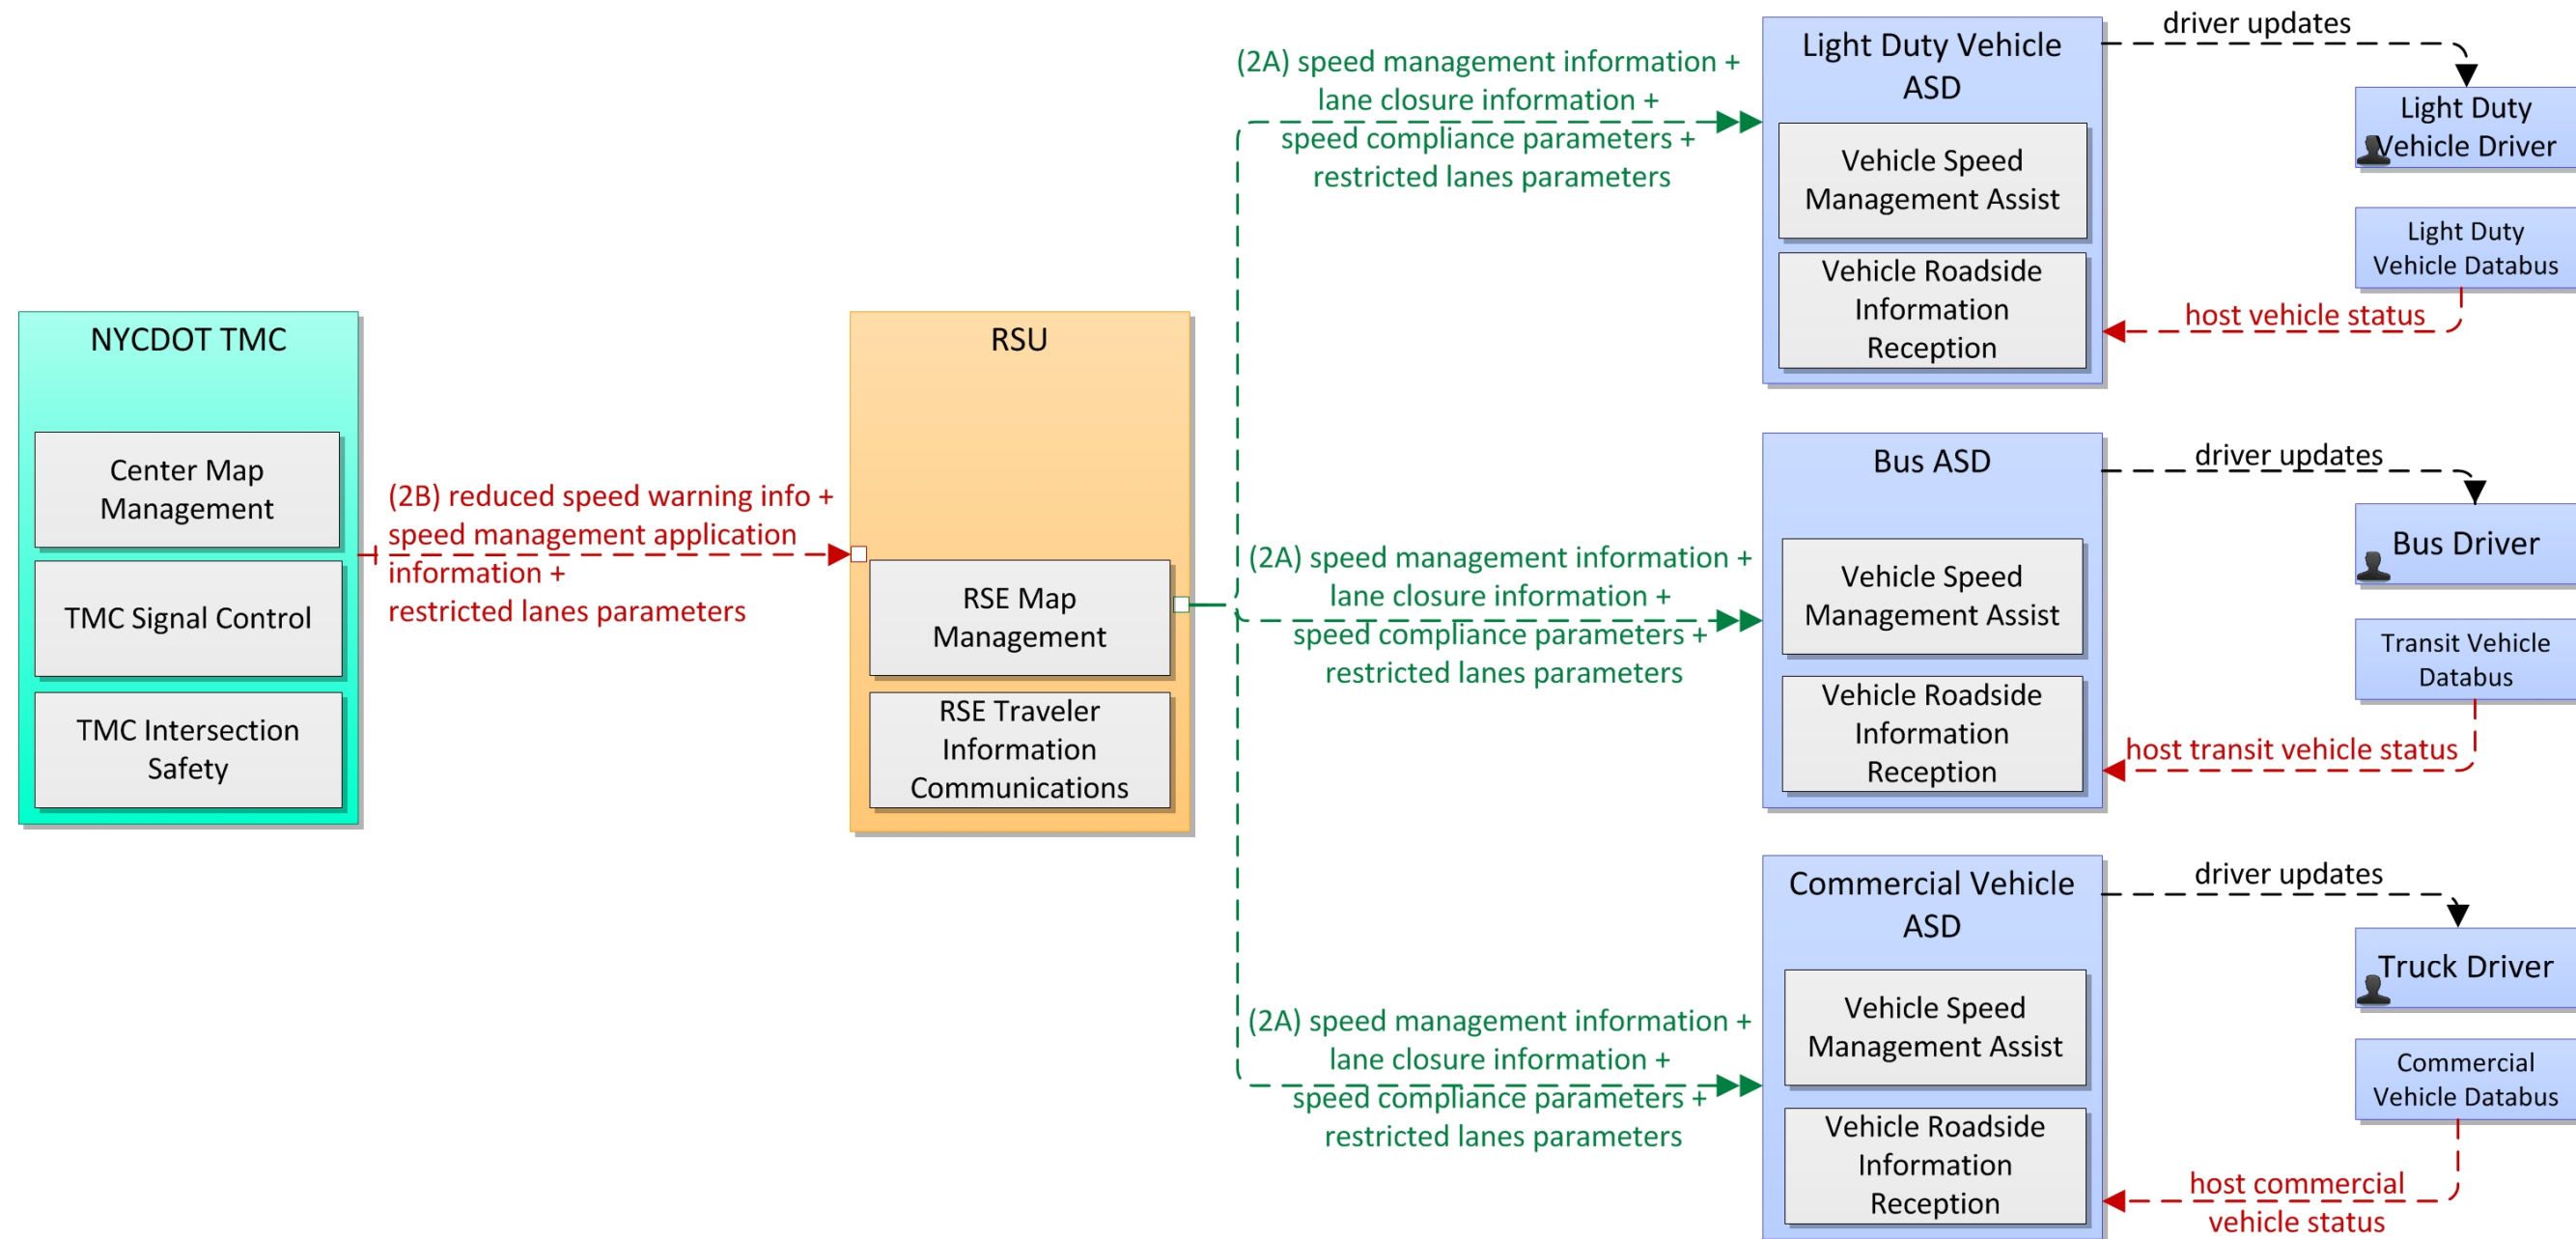 NYCDOT TMC
Center Map
Management
TMC Signal Control
TMC Intersection
Safety
(2B) reduced speed warning info +
speed management application
information +
restricted lanes parameters
RSU
RSE Map
Management
RSE Traveler
Information
Communications
(2A) speed management information +
lane closure information +
speed compliance parameters +
restricted lanes parameters
Light Duty Vehicle
ASD
Vehicle Speed
Management Assist
Vehicle Roadside
Information
Reception
driver updates
Light Duty
Vehicle Driver
Light Duty
Vehicle Databus
host vehicle status
(2A) speed management information +
lane closure information +
speed compliance parameters +
restricted lanes parameters
Bus ASD
Vehicle Speed
Management Assist
Vehicle Roadside
Information
Reception
driver updates
Bus Driver
Transit Vehicle
Databus
host transit vehicle status
(2A) speed management information +
lane closure information +
speed compliance parameters +
restricted lanes parameters
Commercial Vehicle
ASD
Vehicle Speed
Management Assist
Vehicle Roadside
Information
Reception
driver updates
Truck Driver
Commercial
Vehicle Databus
host commercial
vehicle status